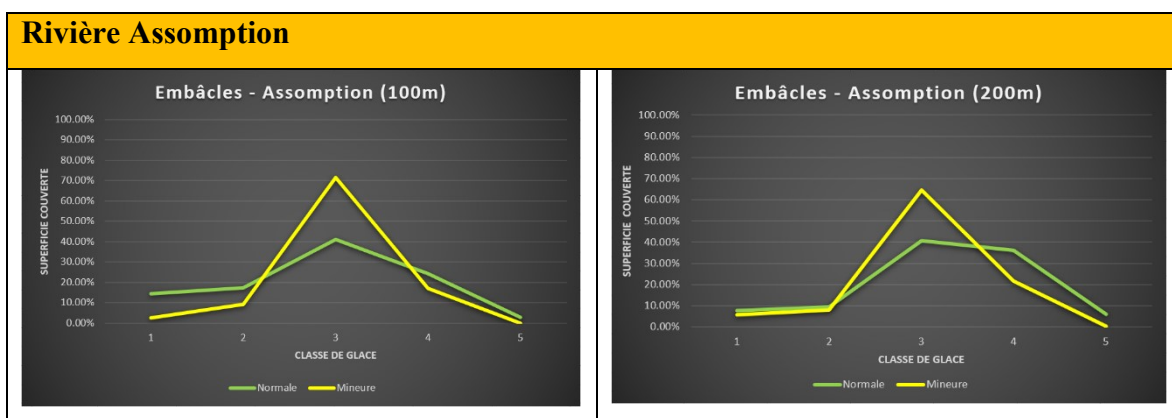 Rivière Assomption
Embâcles - Assomption (100m)
SUPERFICIE COUVERTE
100.00%
90.00%
80.00%
70.00%
60.00%
50.00%
40.00%
30.00%
20.00%
10.00%
0.00%
1 2 3 4 5
CLASSE DE GLACE
Normale Mineure
Embâcles - Assomption (200m)
SUPERFICIE COUVERTE
100.00%
90.00%
80.00%
70.00%
60.00%
50.00%
40.00%
30.00%
20.00%
10.00%
0.00%
1 2 3 4 5
CLASSE DE GLACE
Normale Mineure